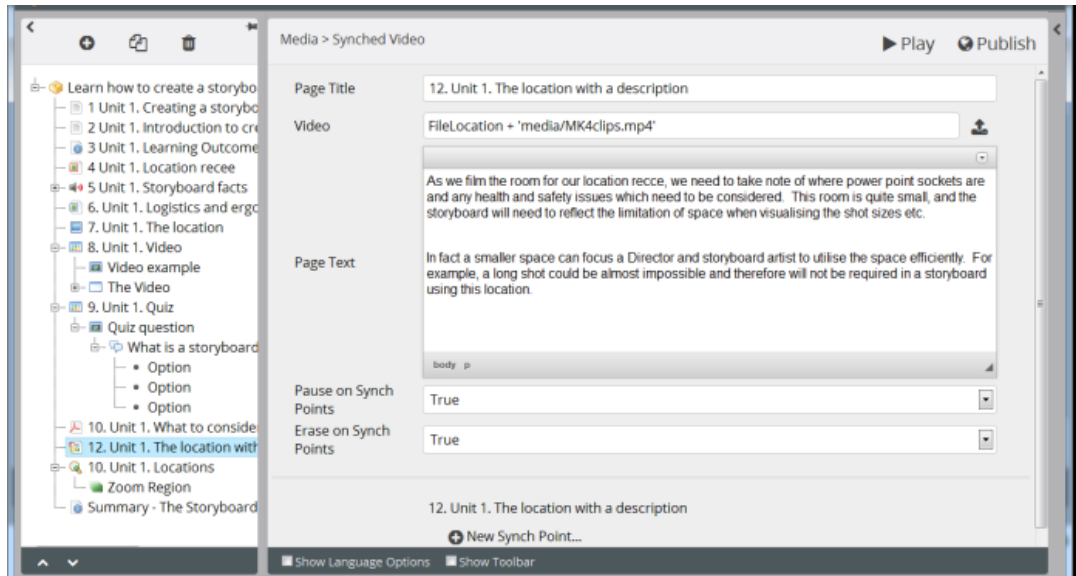 Learn how to create a storybo
1 Unit 1. Creating a storybo
2 Unit 1. Introduction to cre
3 Unit 1. Learning Outcome
4 Unit 1. Location recee
5 Unit 1. Storyboard facts
6. Unit 1. Logistics and ergo
7. Unit 1. The location
8. Unit 1. Video
Video example
The Video
9. Unit 1. Quiz
Quiz question
What is a storyboard
Option
Option
Option
10. Unit 1. What to conside
12. Unit 1. The location with
10. Unit 1. Locations
Zoom Region
Summary - The Storyboard
Media > Synched Video
Play Publish
Page Title 12. Unit 1. The location with a description
Video FileLocation + 'media/MK4clips.mp4'
Page Text
As we film the room for our location recce, we need to take note of where power point sockets are
and any health and safety issues which need to be considered. This room is quite small, and the
storyboard will need to reflect the limitation of space when visualising the shot sizes etc.
In fact a smaller space can focus a Director and storyboard artist to utilise the space efficiently. For
example, a long shot could be almost impossible and therefore will not be required in a storyboard
using this location.
body p
Pause on Synch
Points
True
Erase on Synch
Points
True
12. Unit 1. The location with a description
New Synch Point...
Show Language Options Show Toolbar